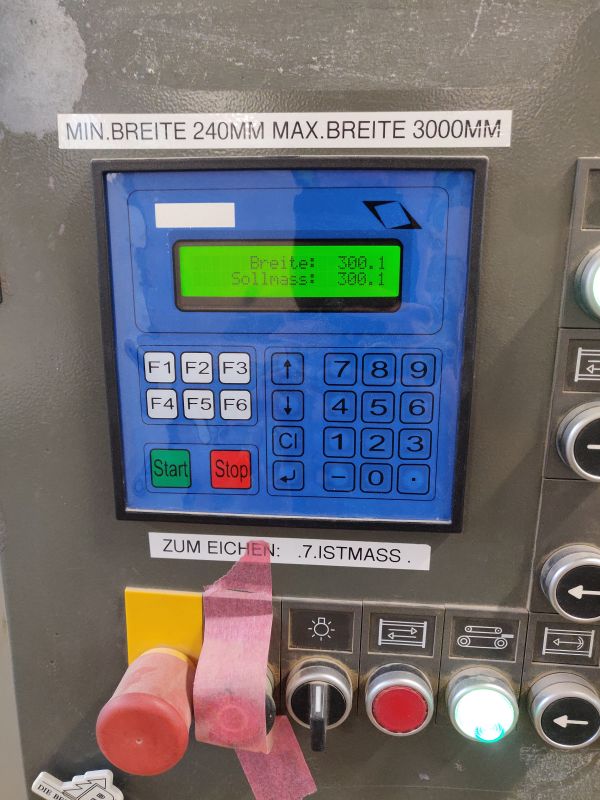 MIN.BREITE 240MM MAX.BREITE 3000MM
Breite: 300.1
Sollmass: 300.1
F1 F2 F3 ↑ 7 8 9
F4 F5 F6 ↓ 4 5 6
Cl 1 2 3
Start Stop ↵ – 0 .
ZUM EICHEN: .7.ISTMASS .
DIE